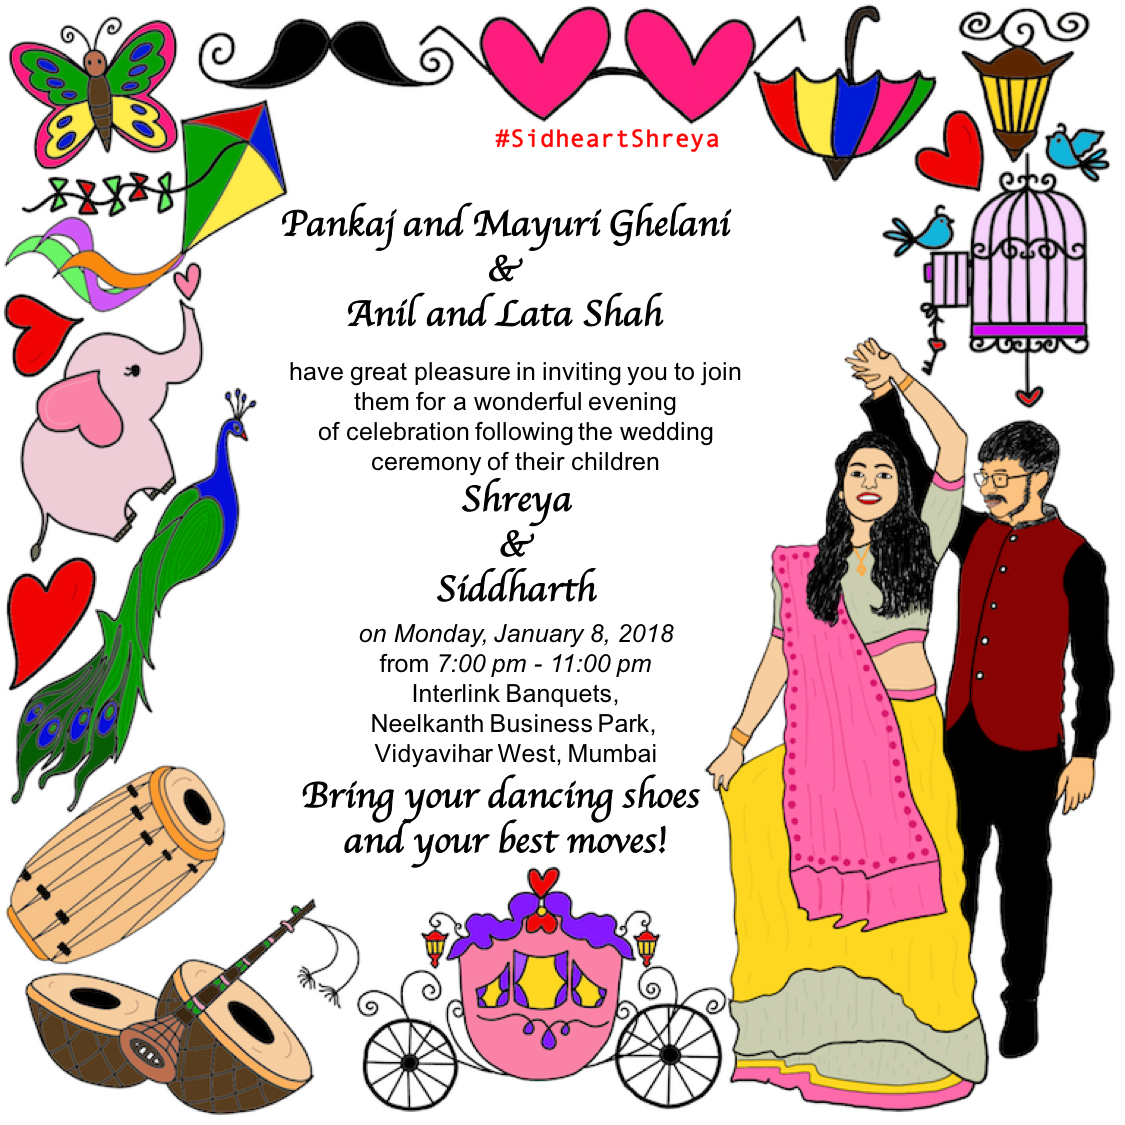 #SidheartShreya
Pankaj and Mayuri Ghelani
&
Anil and Lata Shah
have great pleasure in inviting you to join
them for a wonderful evening
of celebration following the wedding
ceremony of their children
Shreya
&
Siddharth
on Monday, January 8, 2018
from 7:00 pm - 11:00 pm
Interlink Banquets,
Neelkanth Business Park,
Vidyavihar West, Mumbai
Bring your dancing shoes
and your best moves!